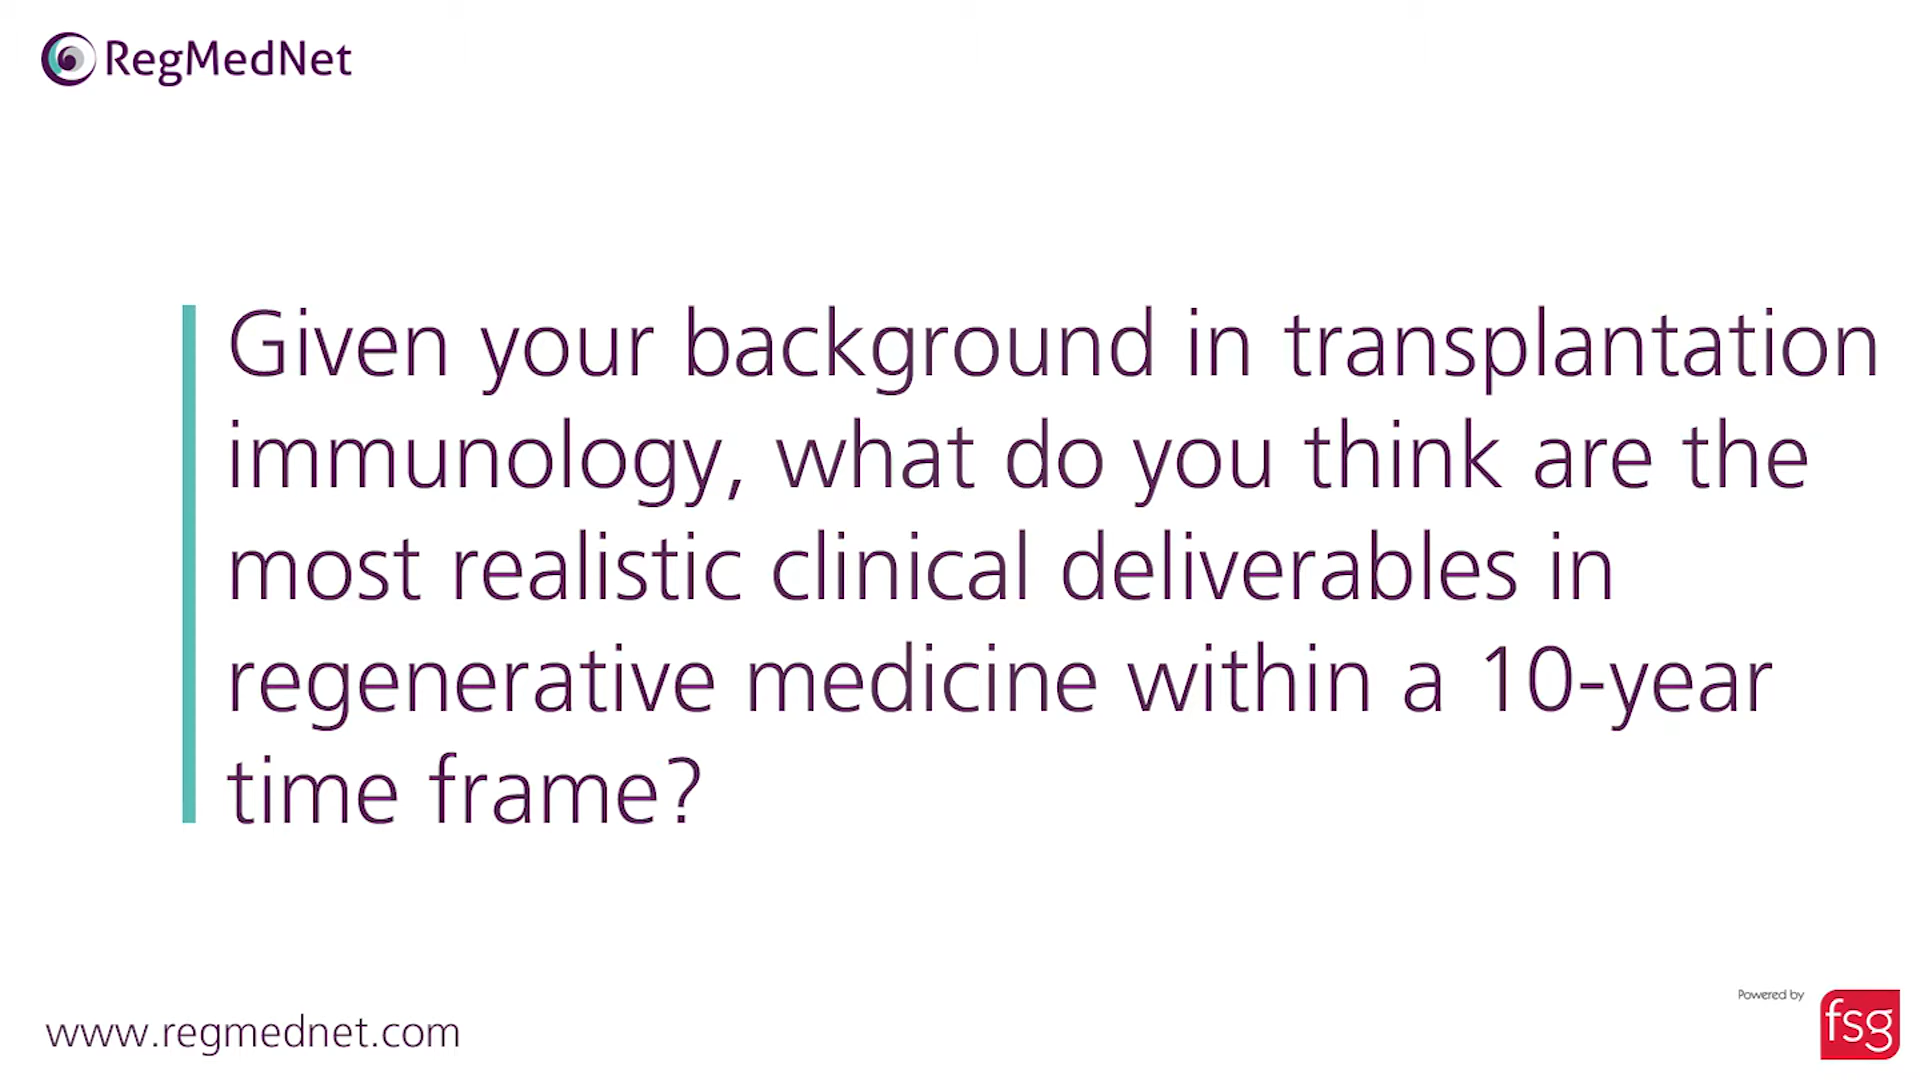 RegMedNet
Given your background in transplantation
immunology, what do you think are the
most realistic clinical deliverables in
regenerative medicine within a 10-year
time frame?
Powered by
fsg
www.regmednet.com